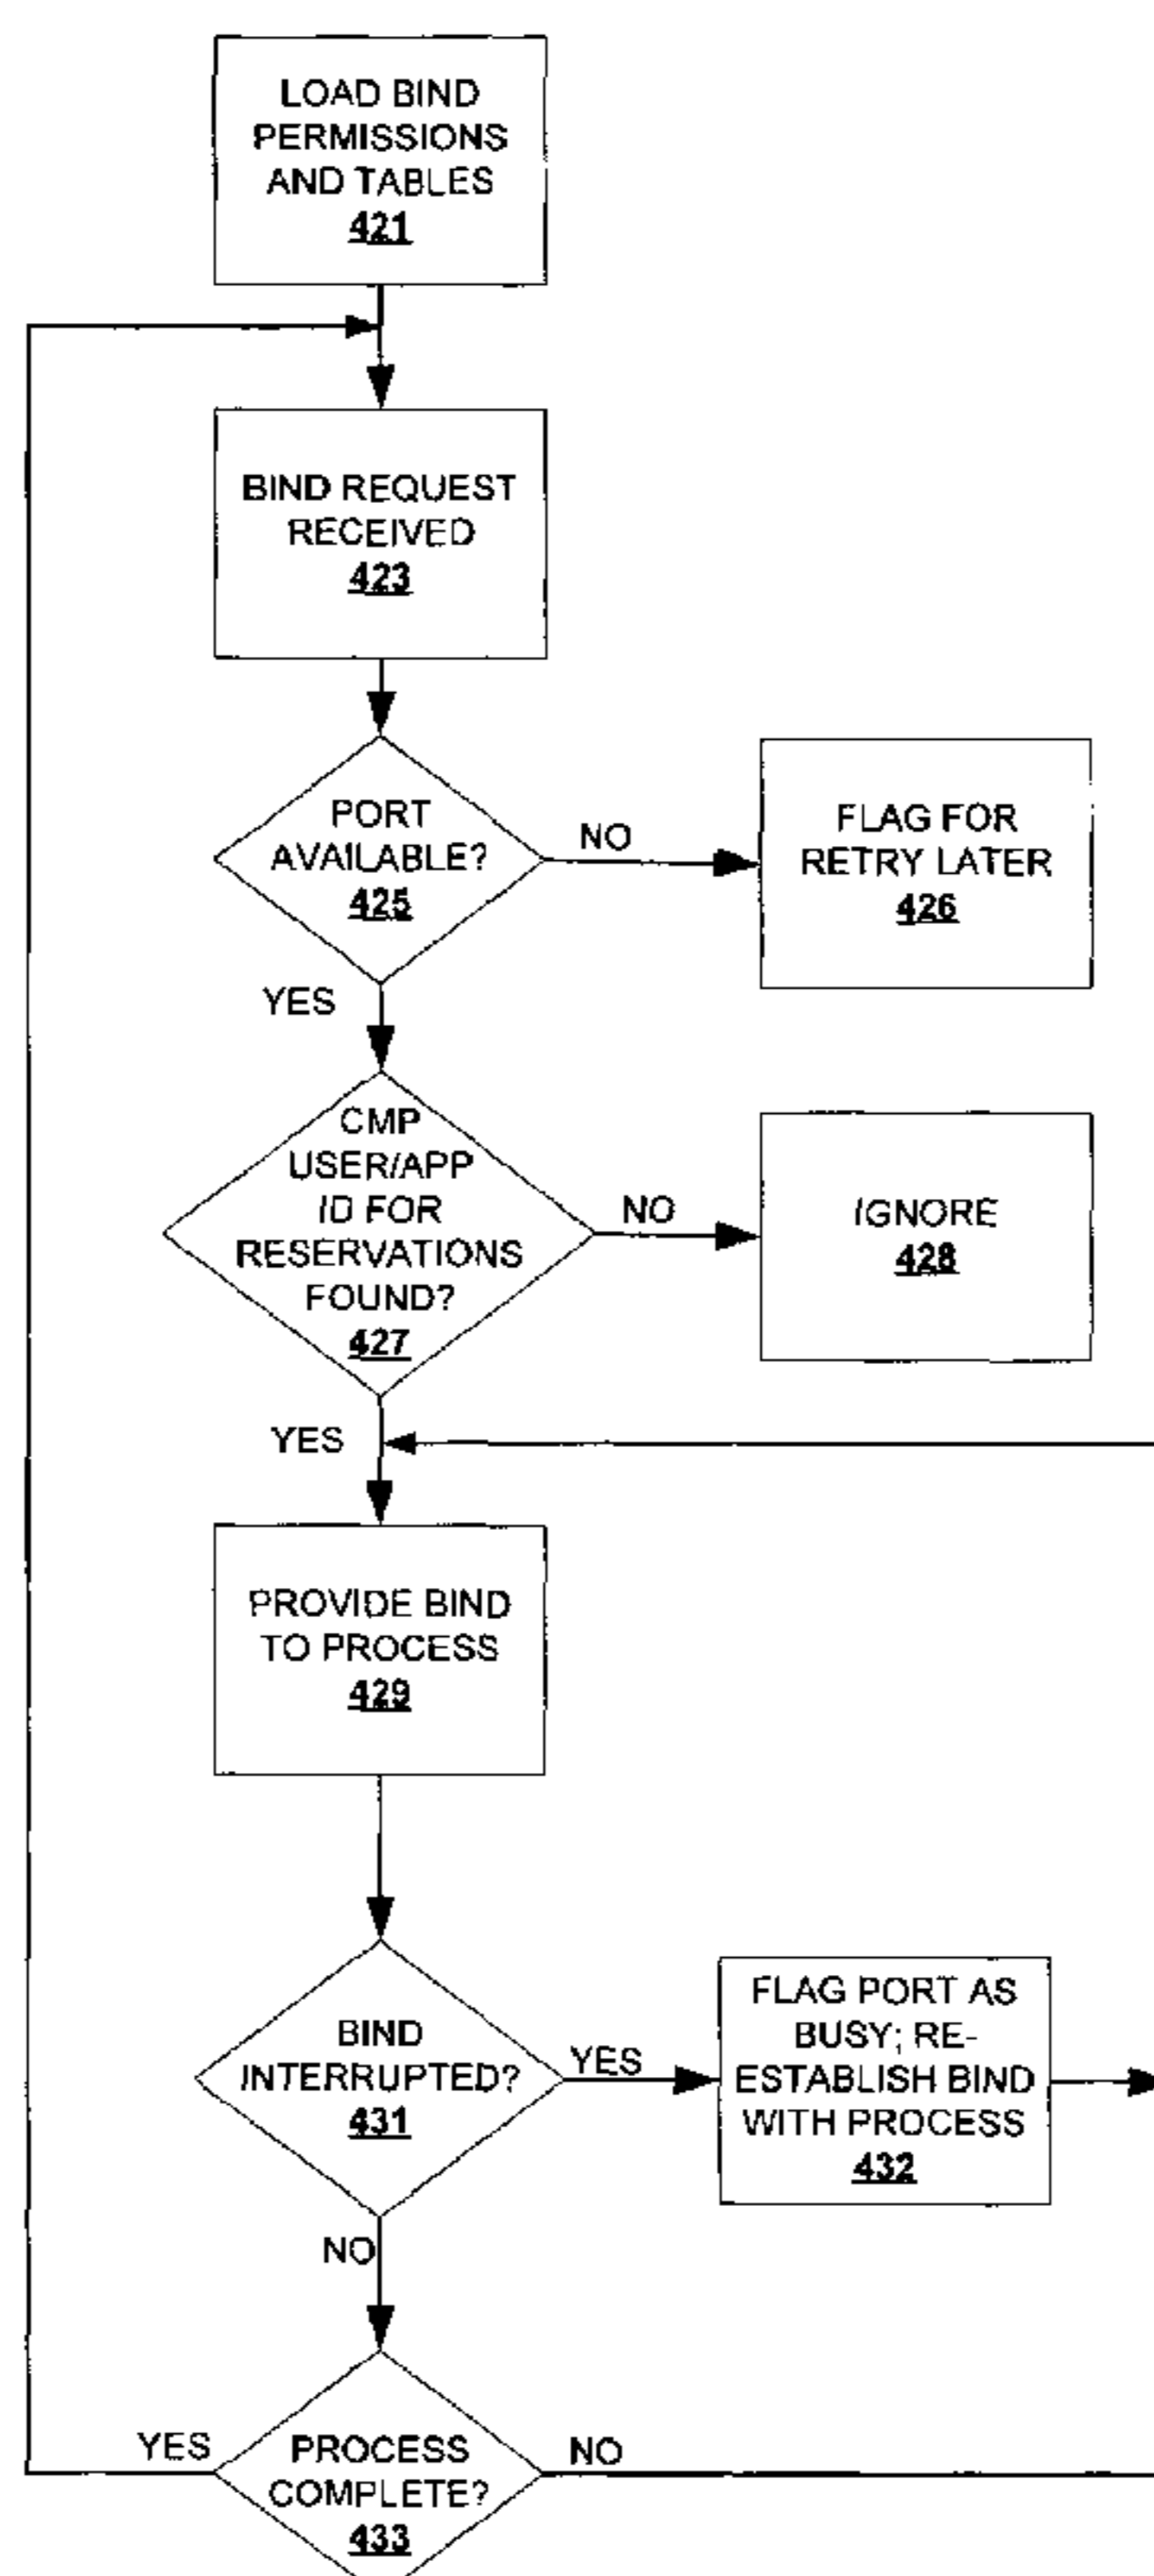 LOAD BIND
PERMISSIONS
AND TABLES
421
BIND REQUEST
RECEIVED
423
PORT
AVAILABLE?
425
NO
FLAG FOR
RETRY LATER
426
YES
CMP
USER/APP
ID FOR
RESERVATIONS
FOUND?
427
NO
IGNORE
428
YES
PROVIDE BIND
TO PROCESS
429
BIND
INTERRUPTED?
431
YES
FLAG PORT AS
BUSY; RE-
ESTABLISH BIND
WITH PROCESS
432
NO
YES
PROCESS
COMPLETE?
433
NO